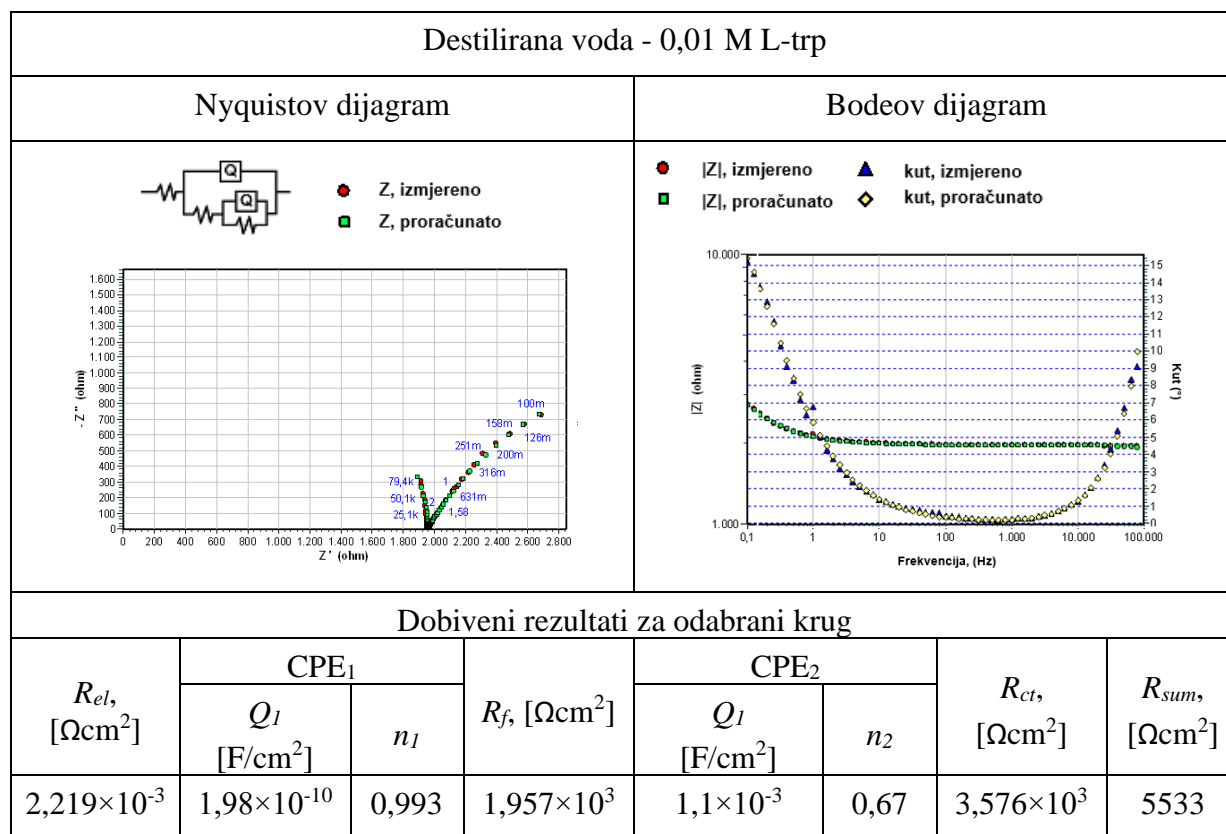 Destilirana voda - 0,01 M L-trp
Nyquistov dijagram
Bodeov dijagram
Q
Q
Z, izmjereno
Z, proračunato
1.600
1.500
1.400
1.300
1.200
1.100
1.000
900
800
700
600
500
400
300
200
100
0
- Z'' (ohm)
100m
158m
126m
251m
200m
316m
79,4k
1
50,1k
631m
2
25,1k
1,58
0 200 400 600 800 1.000 1.200 1.400 1.600 1.800 2.000 2.200 2.400 2.600 2.800
Z' (ohm)
|Z|, izmjereno
kut, izmjereno
|Z|, proračunato
kut, proračunato
10.000
1.000
|Z| (ohm)
15
14
13
12
11
10
9
8
7
6
5
4
3
2
1
0
Kut (°)
0,1 1 10 100 1.000 10.000 100.000
Frekvencija, (Hz)
Dobiveni rezultati za odabrani krug
Rel, [Ωcm²]
CPE₁
Q1 [F/cm²]
n1
Rf, [Ωcm²]
CPE₂
Q1 [F/cm²]
n2
Rct, [Ωcm²]
Rsum, [Ωcm²]
2,219×10⁻³ 1,98×10⁻¹⁰ 0,993 1,957×10³ 1,1×10⁻³ 0,67 3,576×10³ 5533